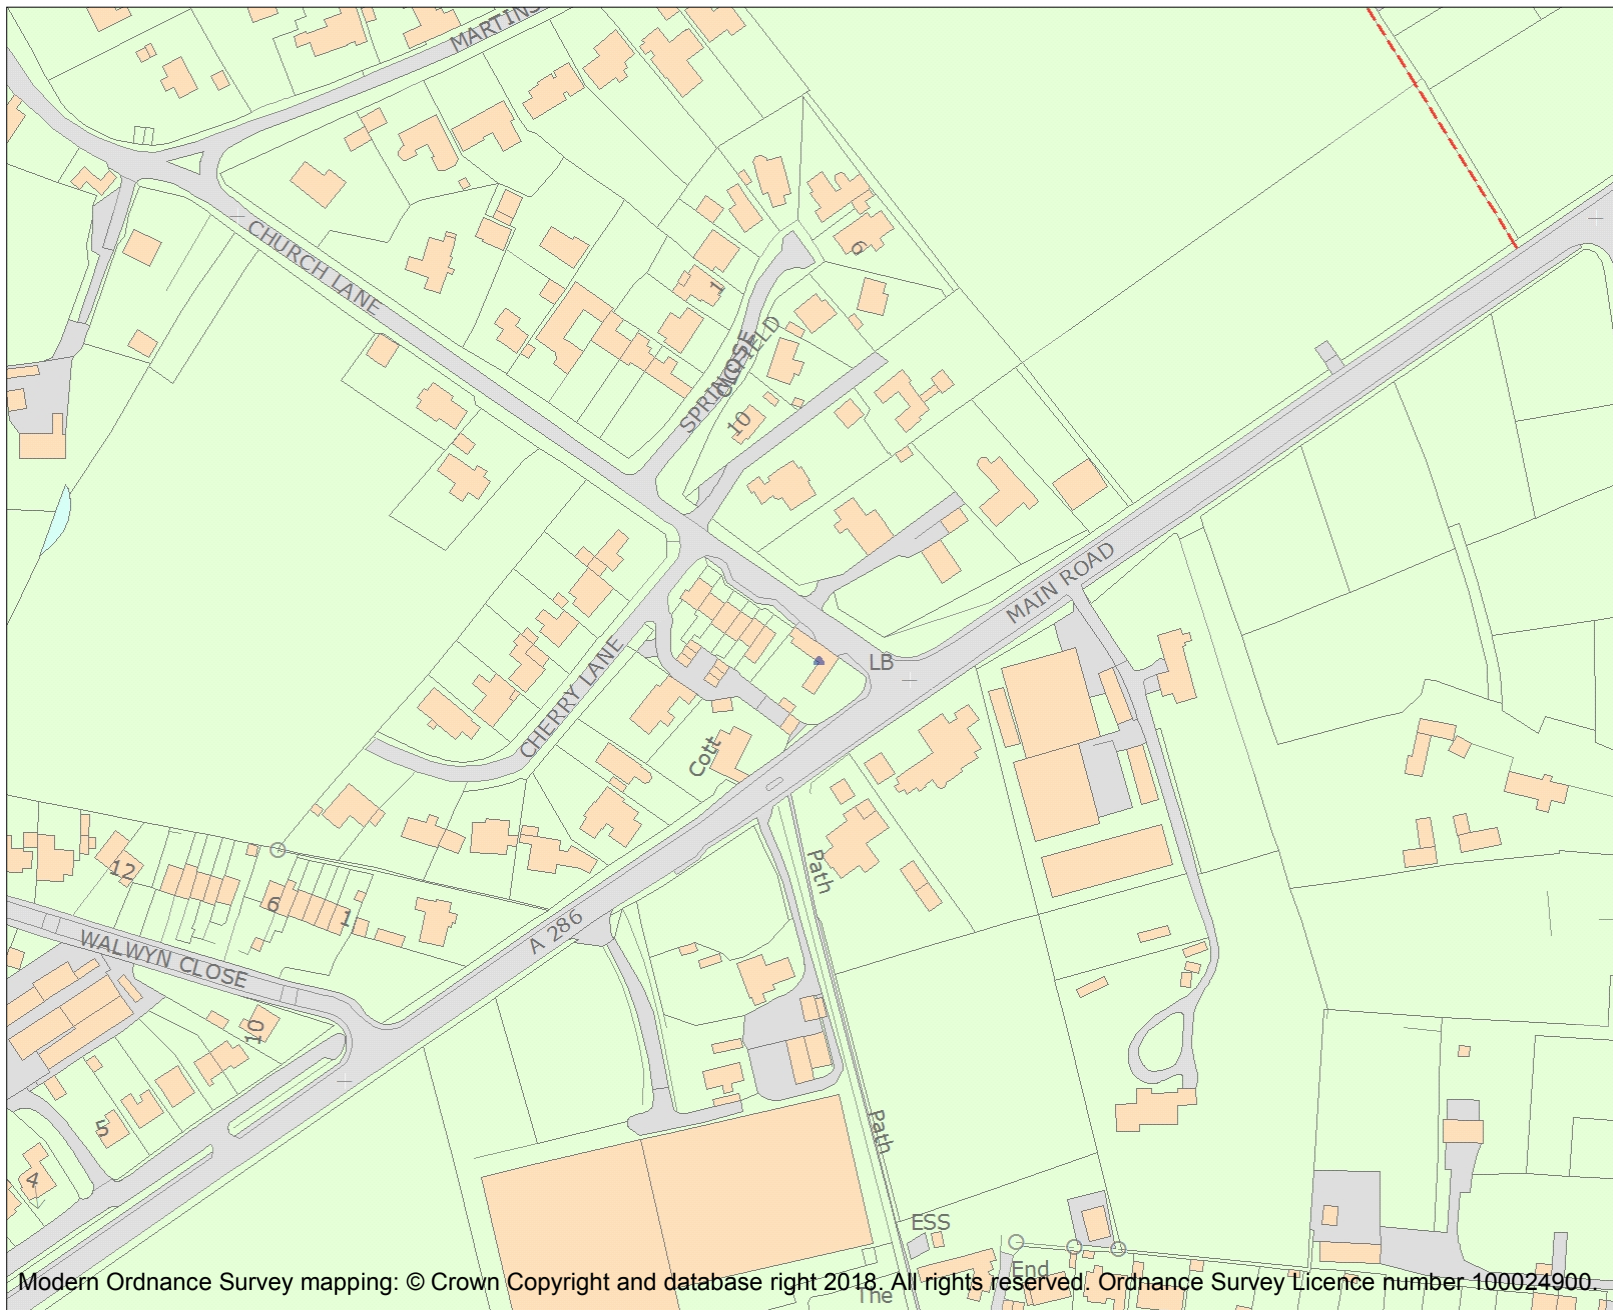 MARTINS
CHURCH LANE
6
1
SPRINGFIELD
CLOSE
10
MAIN ROAD
LB
CHERRY LANE
Cott
Path
12
6
1
A 286
WALWYN CLOSE
10
5
Path
4
ESS
End
The
Modern Ordnance Survey mapping: © Crown Copyright and database right 2018. All rights reserved. Ordnance Survey Licence number 100024900.